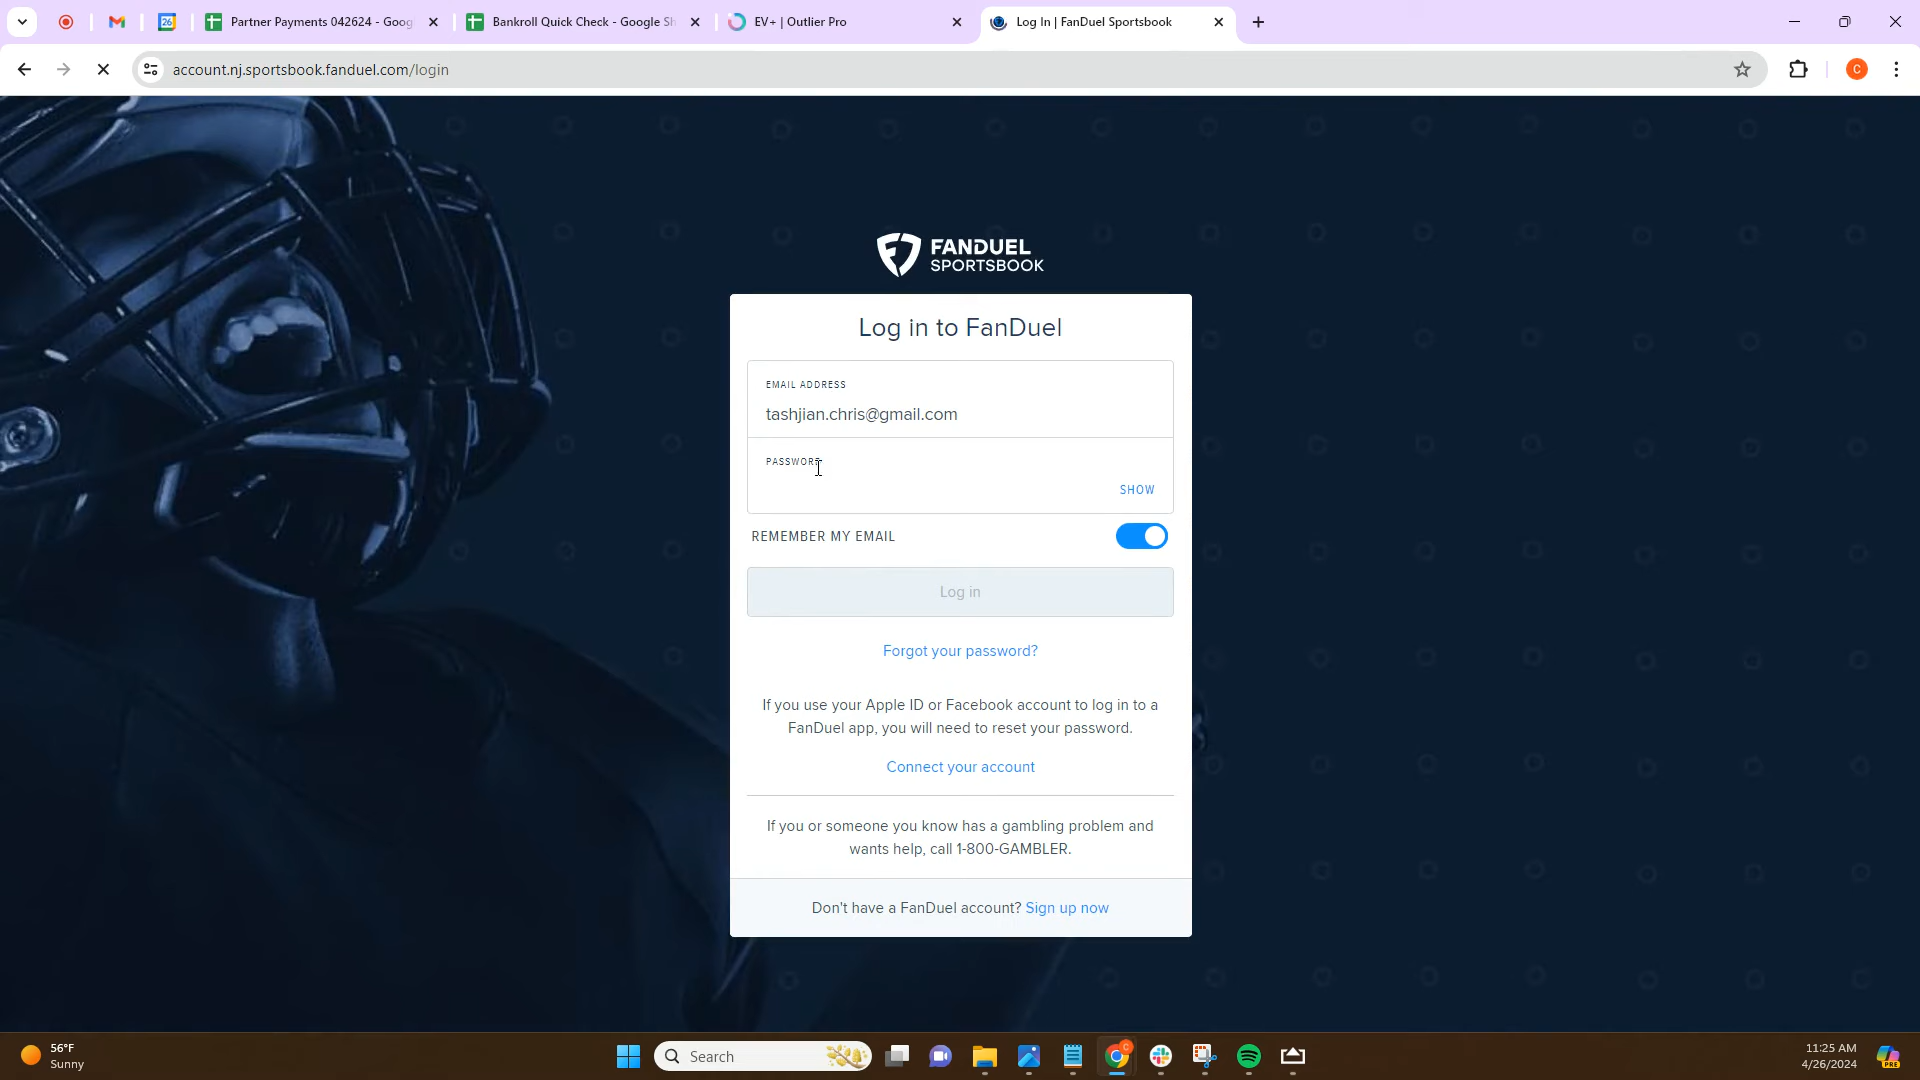 Partner Payments 042624 - Goog
Bankroll Quick Check - Google Sh
EV+ | Outlier Pro
Log In | FanDuel Sportsbook
account.nj.sportsbook.fanduel.com/login
C
FANDUEL
SPORTSBOOK
Log in to FanDuel
EMAIL ADDRESS
tashjian.chris@gmail.com
PASSWORD
SHOW
REMEMBER MY EMAIL
Log in
Forgot your password?
If you use your Apple ID or Facebook account to log in to a
FanDuel app, you will need to reset your password.
Connect your account
If you or someone you know has a gambling problem and
wants help, call 1-800-GAMBLER.
Don't have a FanDuel account? Sign up now
56°F
Sunny
Search
11:25 AM
4/26/2024
PRE